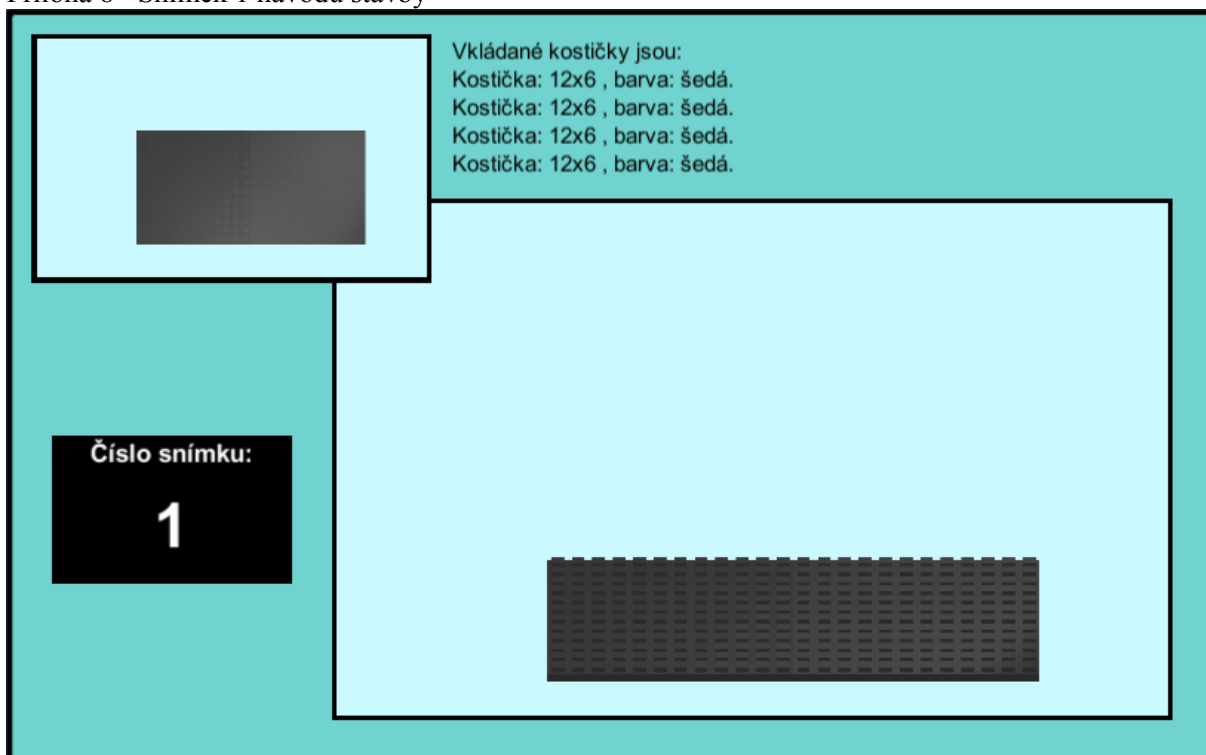 Vkládané kostičky jsou:
Kostička: 12x6 , barva: šedá.
Kostička: 12x6 , barva: šedá.
Kostička: 12x6 , barva: šedá.
Kostička: 12x6 , barva: šedá.
Číslo snímku:
1